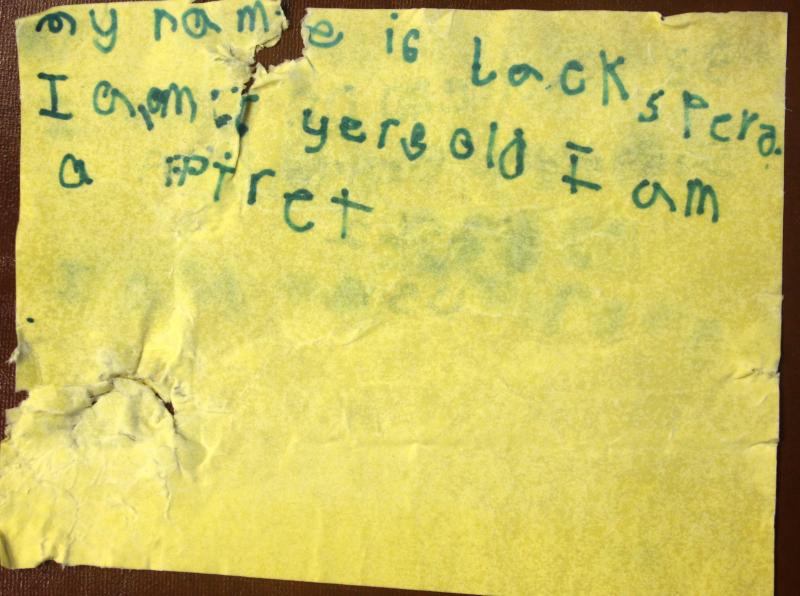 my name is Lack spera.
I am yers old I am
a Piret